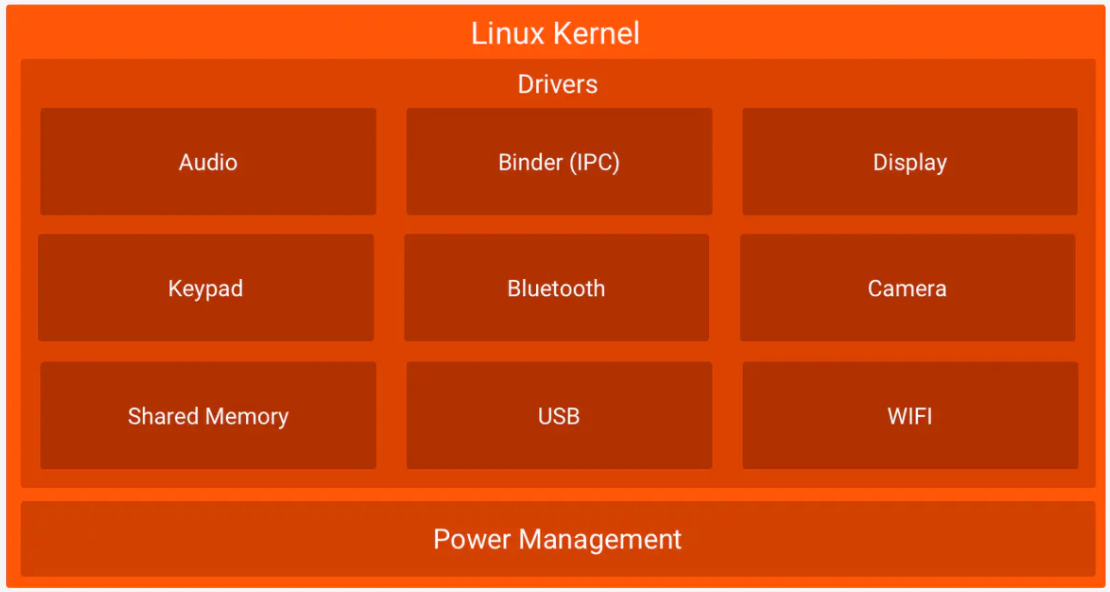 Linux Kernel
Drivers
Audio
Binder (IPC)
Display
Keypad
Bluetooth
Camera
Shared Memory
USB
WIFI
Power Management